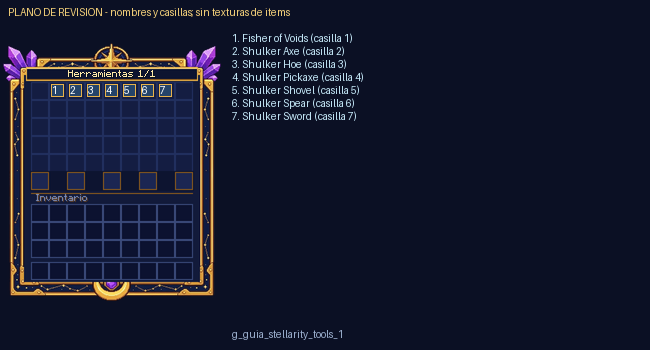 PLANO DE REVISION - nombres y casillas; sin texturas de items
1. Fisher of Voids (casilla 1)
2. Shulker Axe (casilla 2)
3. Shulker Hoe (casilla 3)
4. Shulker Pickaxe (casilla 4)
5. Shulker Shovel (casilla 5)
6. Shulker Spear (casilla 6)
7. Shulker Sword (casilla 7)
Herramientas 1/1
1 2 3 4 5 6 7
Inventario
g_guia_stellarity_tools_1